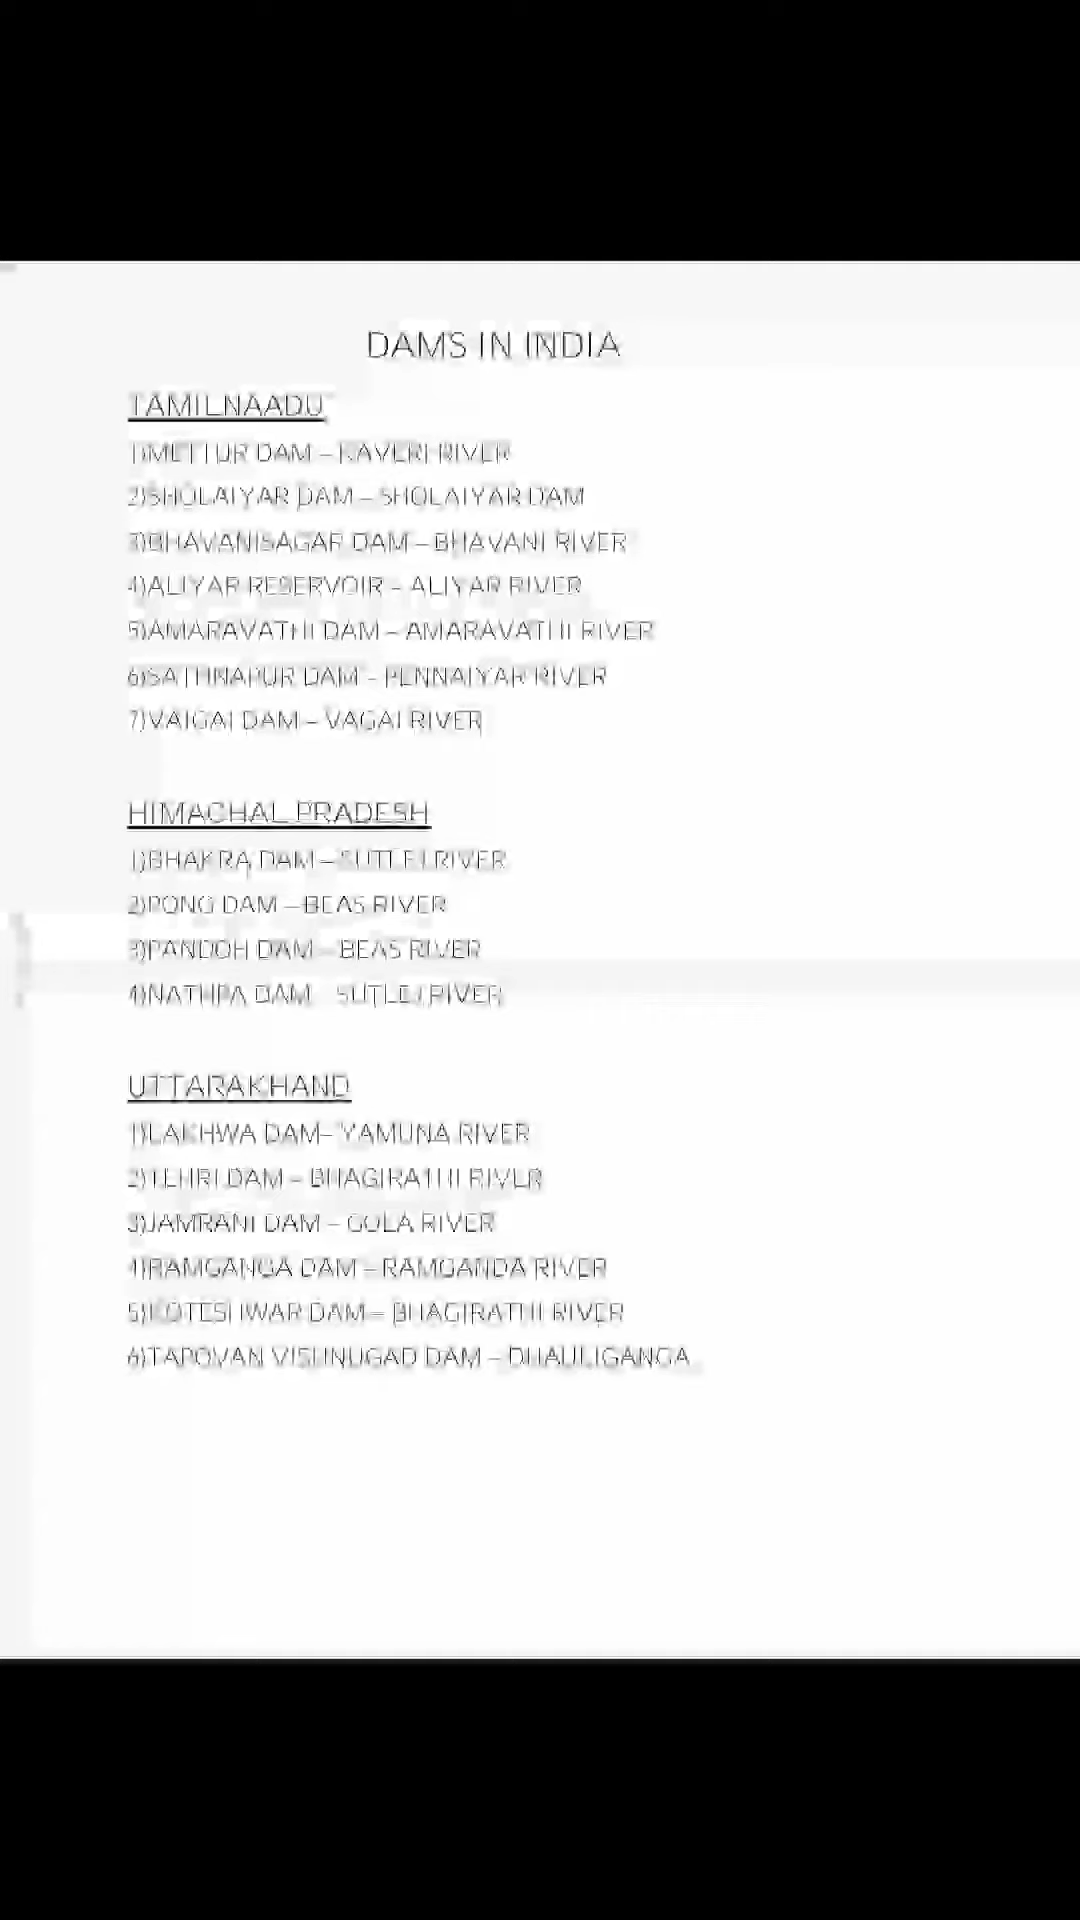 DAMS IN INDIA
TAMILNAADU
1)METTUR DAM – KAVERI RIVER
2)SHOLAIYAR DAM – SHOLAIYAR DAM
3)BHAVANISAGAR DAM – BHAVANI RIVER
4)ALIYAR RESERVOIR – ALIYAR RIVER
5)AMARAVATHI DAM – AMARAVATHI RIVER
6)SATHNAPUR DAM – PENNAIYAR RIVER
7)VAIGAI DAM – VAGAI RIVER
HIMACHAL PRADESH
1)BHAKRA DAM – SUTLEJ RIVER
2)PONG DAM – BEAS RIVER
3)PANDOH DAM – BEAS RIVER
4)NATHPA DAM – SUTLEJ RIVER
UTTARAKHAND
1)LAKHWA DAM– YAMUNA RIVER
2)TEHRI DAM – BHAGIRATHI RIVER
3)JAMRANI DAM – GOLA RIVER
4)RAMGANGA DAM – RAMGANDA RIVER
5)KOTESHWAR DAM – BHAGIRATHI RIVER
6)TAPOVAN VISHNUGAD DAM – DHAULIGANGA